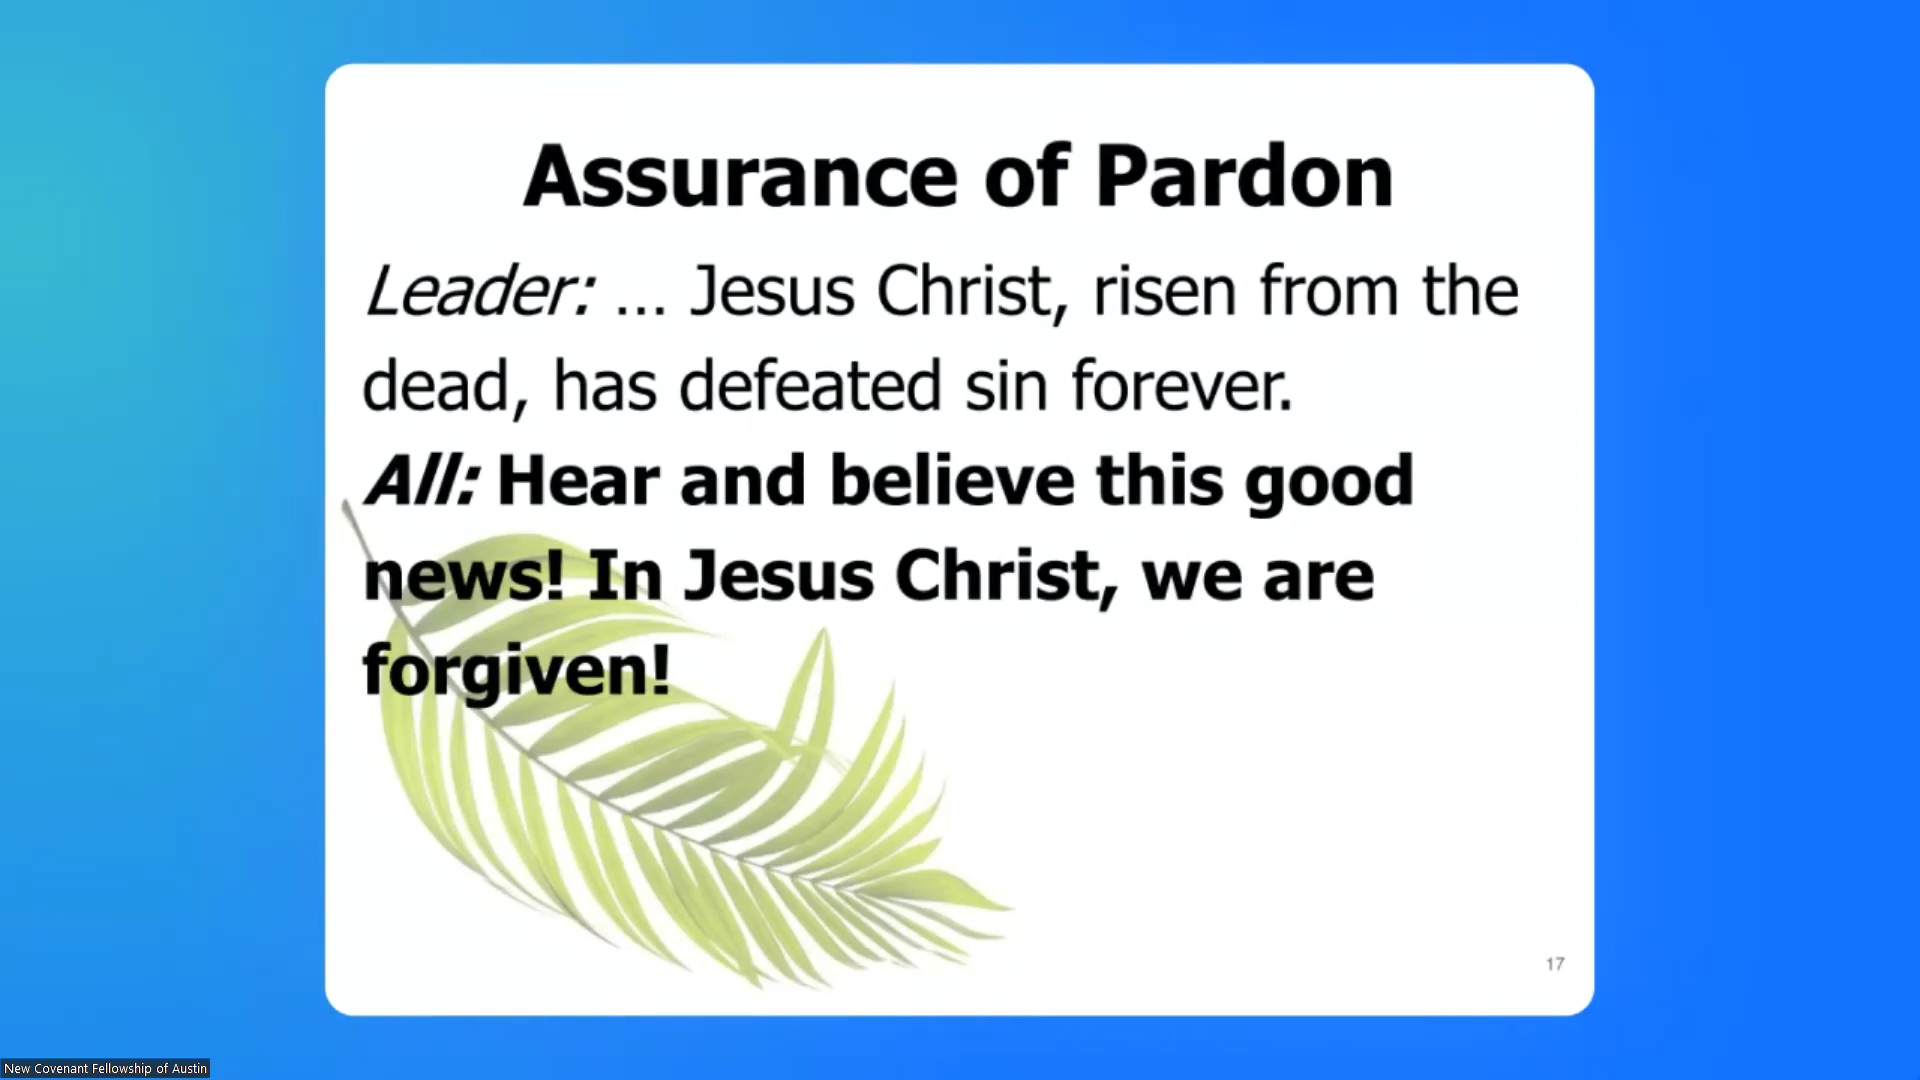 Assurance of Pardon
Leader: ... Jesus Christ, risen from the
dead, has defeated sin forever.
All: Hear and believe this good
news! In Jesus Christ, we are
forgiven!
17
New Covenant Fellowship of Austin